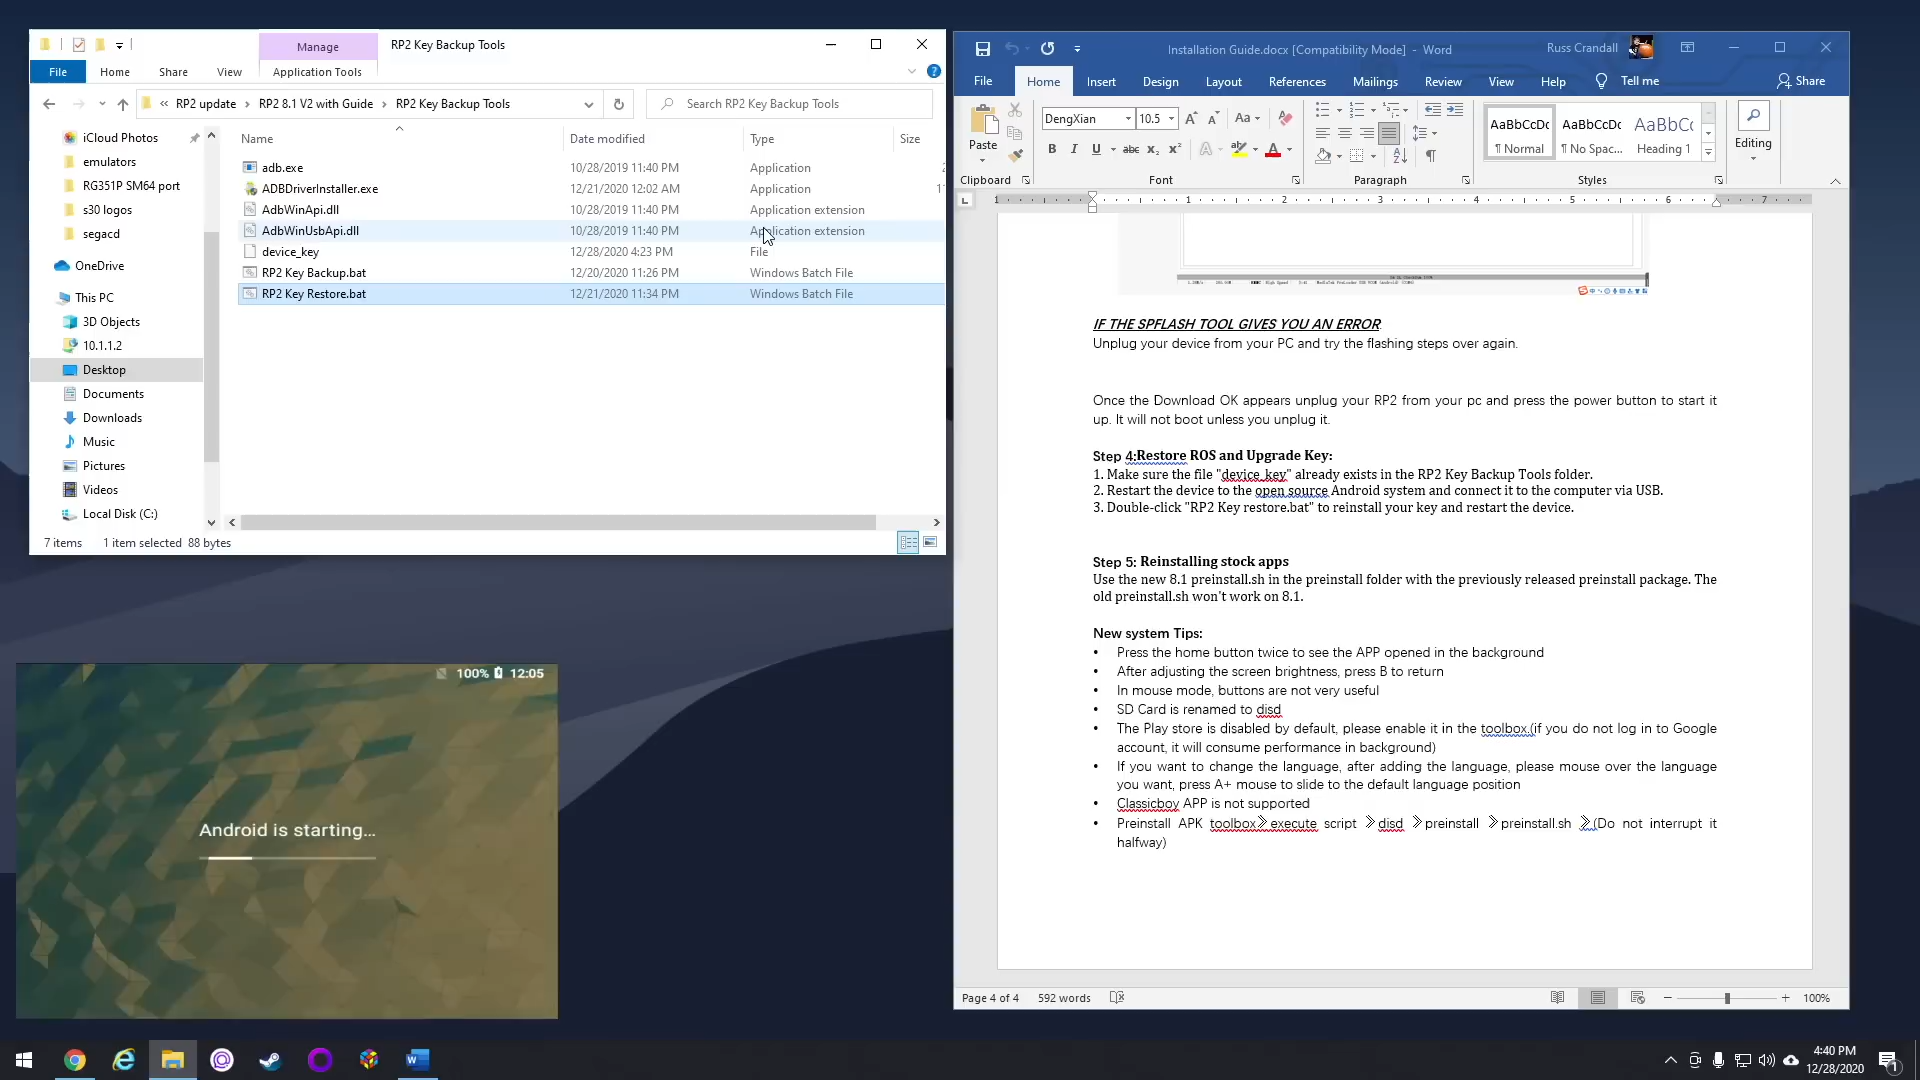 Manage
RP2 Key Backup Tools
File
Home
Share
View
Application Tools
« RP2 update > RP2 8.1 V2 with Guide > RP2 Key Backup Tools
Search RP2 Key Backup Tools
iCloud Photos
emulators
RG351P SM64 port
s30 logos
segacd
OneDrive
This PC
3D Objects
10.1.1.2
Desktop
Documents
Downloads
Music
Pictures
Videos
Local Disk (C:)
Name Date modified Type Size
adb.exe 10/28/2019 11:40 PM Application
ADBDriverInstaller.exe 12/21/2020 12:02 AM Application
AdbWinApi.dll 10/28/2019 11:40 PM Application extension
AdbWinUsbApi.dll 10/28/2019 11:40 PM Application extension
device_key 12/28/2020 4:23 PM File
RP2 Key Backup.bat 12/20/2020 11:26 PM Windows Batch File
RP2 Key Restore.bat 12/21/2020 11:34 PM Windows Batch File
7 items 1 item selected 88 bytes
100% 12:05
Android is starting…
Installation Guide.docx [Compatibility Mode] - Word
Russ Crandall
File Home Insert Design Layout References Mailings Review View Help Tell me Share
Paste
DengXian 10.5
AaBbCcDc AaBbCcDc AaBbCc
¶ Normal ¶ No Spac... Heading 1
Editing
Clipboard Font Paragraph Styles
IF THE SPFLASH TOOL GIVES YOU AN ERROR
Unplug your device from your PC and try the flashing steps over again.
Once the Download OK appears unplug your RP2 from your pc and press the power button to start it
up. It will not boot unless you unplug it.
Step 4:Restore ROS and Upgrade Key:
1. Make sure the file "device_key" already exists in the RP2 Key Backup Tools folder.
2. Restart the device to the open source Android system and connect it to the computer via USB.
3. Double-click "RP2 Key restore.bat" to reinstall your key and restart the device.
Step 5: Reinstalling stock apps
Use the new 8.1 preinstall.sh in the preinstall folder with the previously released preinstall package. The
old preinstall.sh won't work on 8.1.
New system Tips:
• Press the home button twice to see the APP opened in the background
• After adjusting the screen brightness, press B to return
• In mouse mode, buttons are not very useful
• SD Card is renamed to disd
• The Play store is disabled by default, please enable it in the toolbox.(if you do not log in to Google
account, it will consume performance in background)
• If you want to change the language, after adding the language, please mouse over the language
you want, press A+ mouse to slide to the default language position
• Classicboy APP is not supported
• Preinstall APK toolbox≫execute script ≫disd ≫preinstall ≫preinstall.sh ≫(Do not interrupt it
halfway)
Page 4 of 4 592 words
100%
4:40 PM
12/28/2020